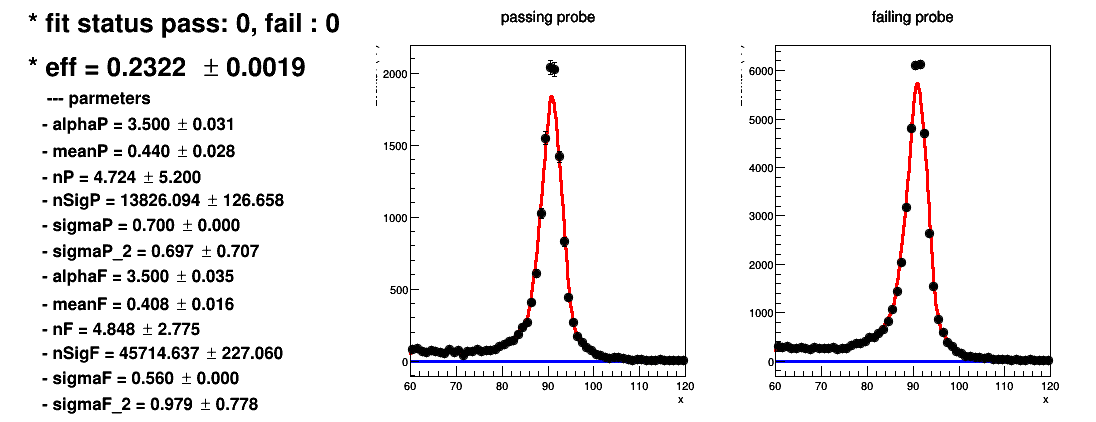 * fit status pass: 0, fail : 0
* eff = 0.2322 ± 0.0019
--- parmeters
- alphaP = 3.500 ± 0.031
- meanP = 0.440 ± 0.028
- nP = 4.724 ± 5.200
- nSigP = 13826.094 ± 126.658
- sigmaP = 0.700 ± 0.000
- sigmaP_2 = 0.697 ± 0.707
- alphaF = 3.500 ± 0.035
- meanF = 0.408 ± 0.016
- nF = 4.848 ± 2.775
- nSigF = 45714.637 ± 227.060
- sigmaF = 0.560 ± 0.000
- sigmaF_2 = 0.979 ± 0.778
passing probe
2000
1500
1000
500
0
60 70 80 90 100 110 120
x
failing probe
6000
5000
4000
3000
2000
1000
0
60 70 80 90 100 110 120
x